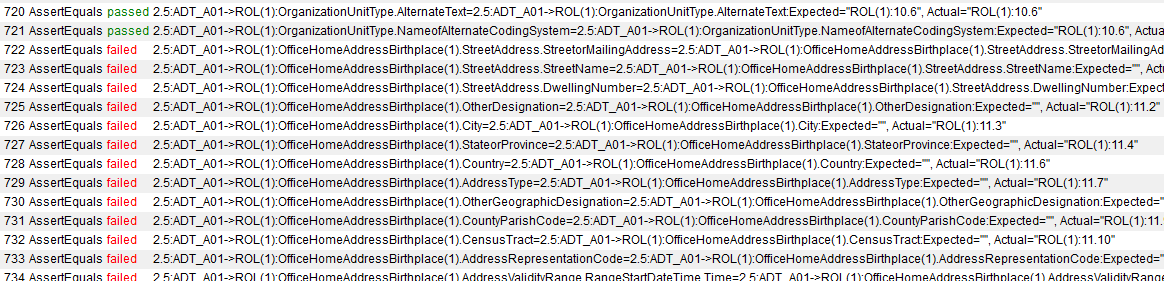 720 AssertEquals passed 2.5:ADT_A01->ROL(1):OrganizationUnitType.AlternateText=2.5:ADT_A01->ROL(1):OrganizationUnitType.AlternateText:Expected="ROL(1):10.6", Actual="ROL(1):10.6"
721 AssertEquals passed 2.5:ADT_A01->ROL(1):OrganizationUnitType.NameofAlternateCodingSystem=2.5:ADT_A01->ROL(1):OrganizationUnitType.NameofAlternateCodingSystem:Expected="ROL(1):10.6", Actua
722 AssertEquals failed 2.5:ADT_A01->ROL(1):OfficeHomeAddressBirthplace(1).StreetAddress.StreetorMailingAddress=2.5:ADT_A01->ROL(1):OfficeHomeAddressBirthplace(1).StreetAddress.StreetorMailingAd
723 AssertEquals failed 2.5:ADT_A01->ROL(1):OfficeHomeAddressBirthplace(1).StreetAddress.StreetName=2.5:ADT_A01->ROL(1):OfficeHomeAddressBirthplace(1).StreetAddress.StreetName:Expected="", Act
724 AssertEquals failed 2.5:ADT_A01->ROL(1):OfficeHomeAddressBirthplace(1).StreetAddress.DwellingNumber=2.5:ADT_A01->ROL(1):OfficeHomeAddressBirthplace(1).StreetAddress.DwellingNumber:Expect
725 AssertEquals failed 2.5:ADT_A01->ROL(1):OfficeHomeAddressBirthplace(1).OtherDesignation=2.5:ADT_A01->ROL(1):OfficeHomeAddressBirthplace(1).OtherDesignation:Expected="", Actual="ROL(1):11.2"
726 AssertEquals failed 2.5:ADT_A01->ROL(1):OfficeHomeAddressBirthplace(1).City=2.5:ADT_A01->ROL(1):OfficeHomeAddressBirthplace(1).City:Expected="", Actual="ROL(1):11.3"
727 AssertEquals failed 2.5:ADT_A01->ROL(1):OfficeHomeAddressBirthplace(1).StateorProvince=2.5:ADT_A01->ROL(1):OfficeHomeAddressBirthplace(1).StateorProvince:Expected="", Actual="ROL(1):11.4"
728 AssertEquals failed 2.5:ADT_A01->ROL(1):OfficeHomeAddressBirthplace(1).Country=2.5:ADT_A01->ROL(1):OfficeHomeAddressBirthplace(1).Country:Expected="", Actual="ROL(1):11.6"
729 AssertEquals failed 2.5:ADT_A01->ROL(1):OfficeHomeAddressBirthplace(1).AddressType=2.5:ADT_A01->ROL(1):OfficeHomeAddressBirthplace(1).AddressType:Expected="", Actual="ROL(1):11.7"
730 AssertEquals failed 2.5:ADT_A01->ROL(1):OfficeHomeAddressBirthplace(1).OtherGeographicDesignation=2.5:ADT_A01->ROL(1):OfficeHomeAddressBirthplace(1).OtherGeographicDesignation:Expected="
731 AssertEquals failed 2.5:ADT_A01->ROL(1):OfficeHomeAddressBirthplace(1).CountyParishCode=2.5:ADT_A01->ROL(1):OfficeHomeAddressBirthplace(1).CountyParishCode:Expected="", Actual="ROL(1):11.
732 AssertEquals failed 2.5:ADT_A01->ROL(1):OfficeHomeAddressBirthplace(1).CensusTract=2.5:ADT_A01->ROL(1):OfficeHomeAddressBirthplace(1).CensusTract:Expected="", Actual="ROL(1):11.10"
733 AssertEquals failed 2.5:ADT_A01->ROL(1):OfficeHomeAddressBirthplace(1).AddressRepresentationCode=2.5:ADT_A01->ROL(1):OfficeHomeAddressBirthplace(1).AddressRepresentationCode:Expected="
734 AssertEquals failed 2.5:ADT_A01->ROL(1):OfficeHomeAddressBirthplace(1).AddressValidityRange.RangeStartDateTime.Time=2.5:ADT_A01->ROL(1):OfficeHomeAddressBirthplace(1).AddressValidityRang